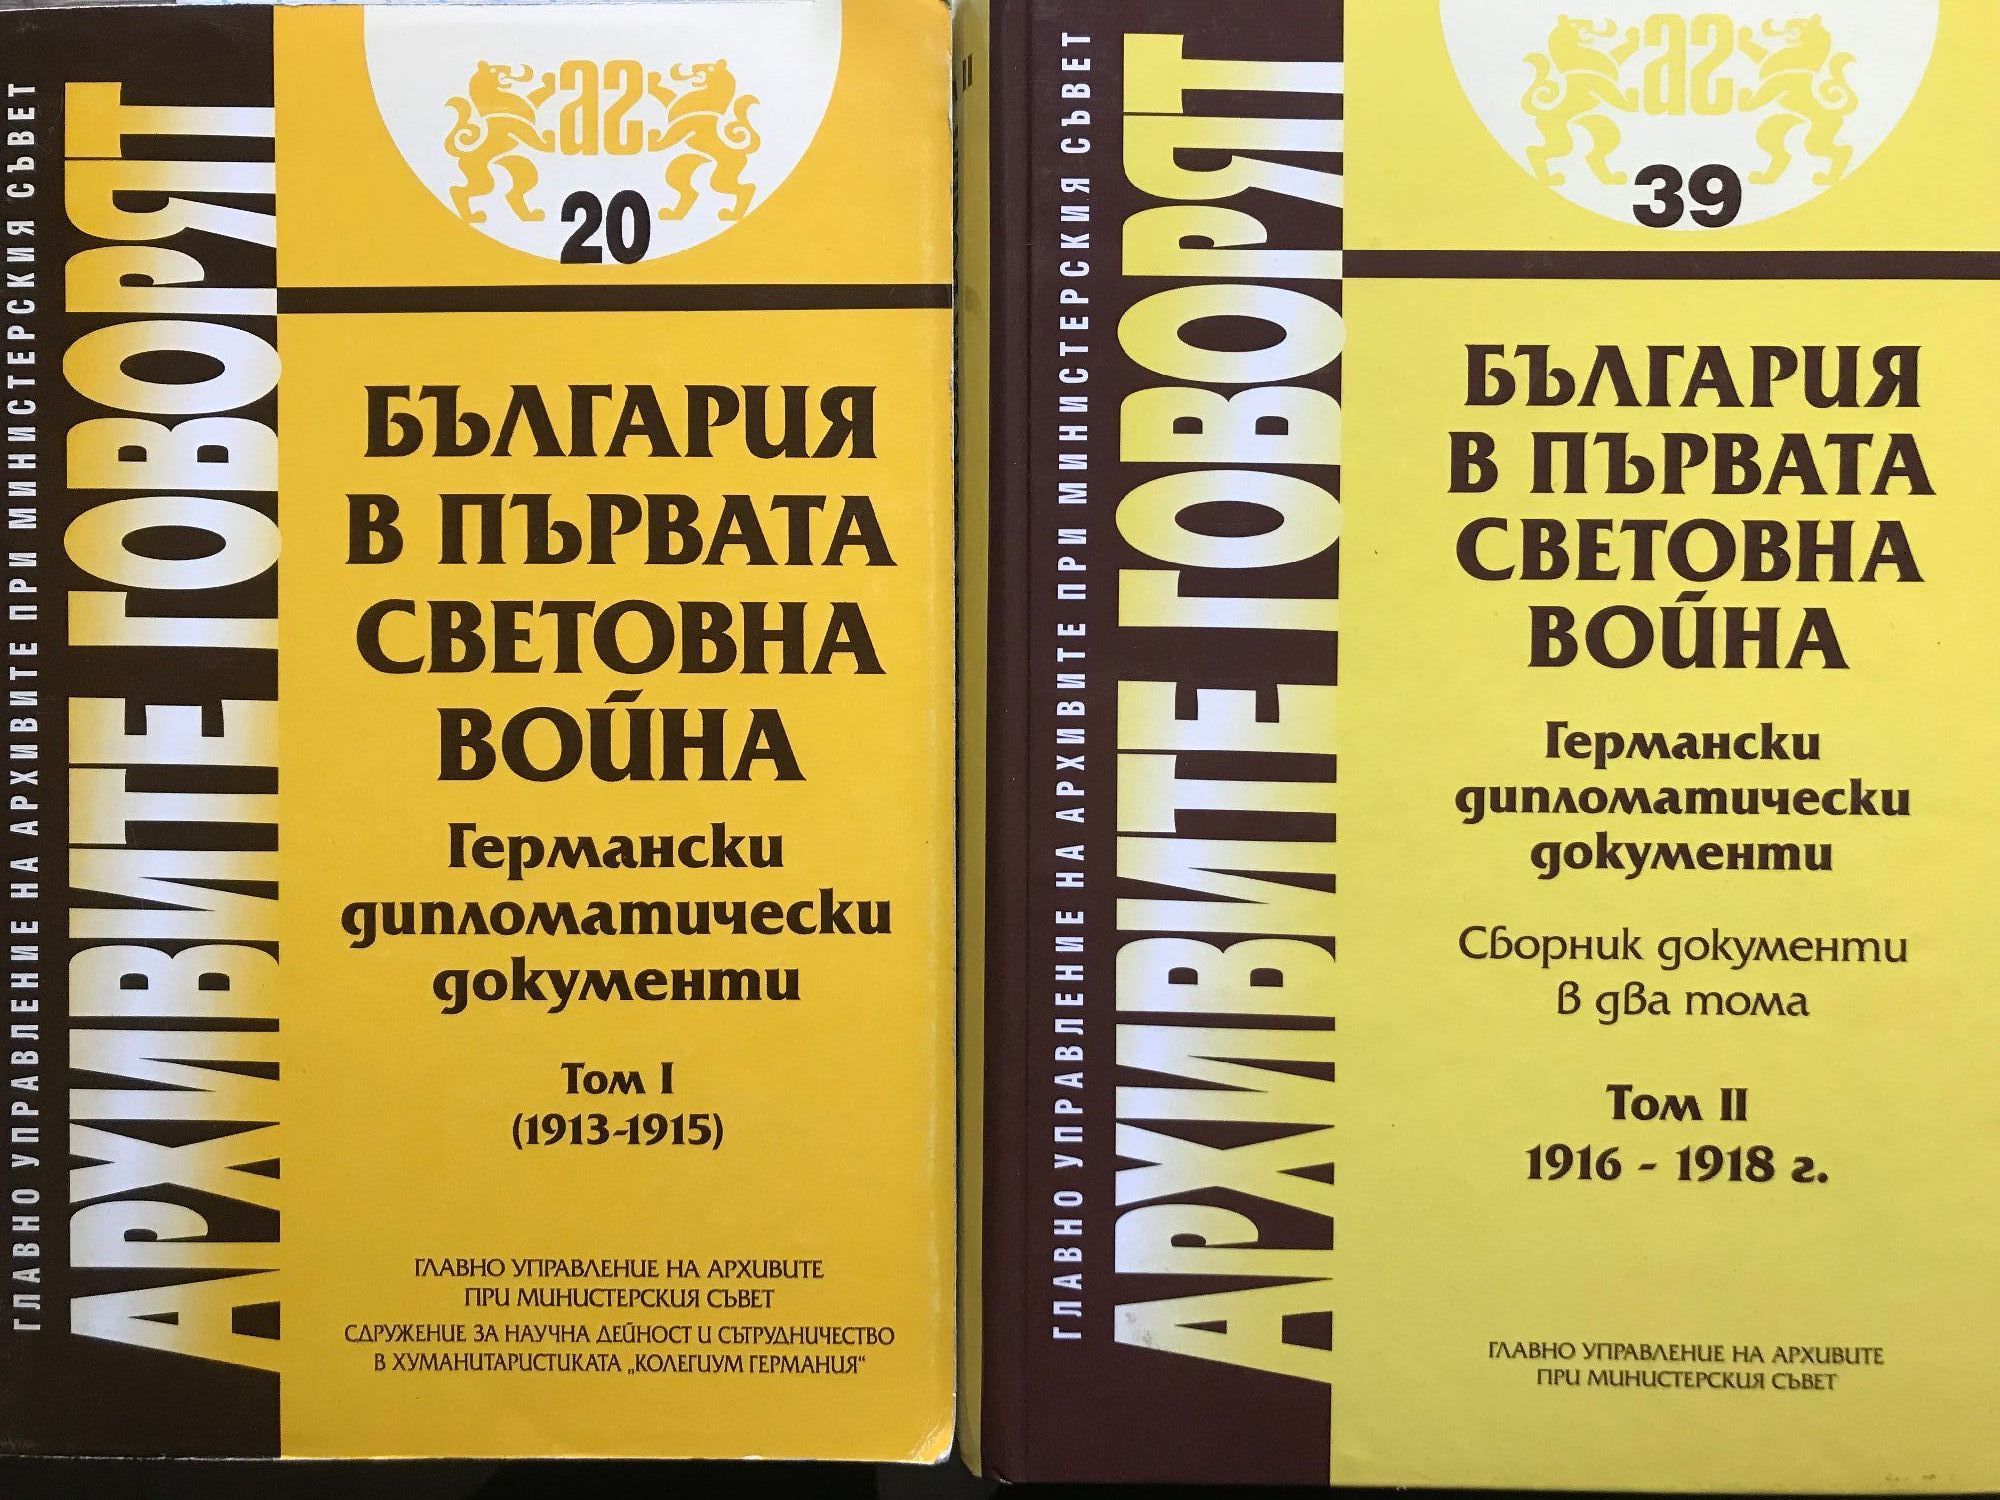 ГЛАВНО УПРАВЛЕНИЕ НА АРХИВИТЕ ПРИ МИНИСТЕРСКИЯ СЪВЕТ
АРХИВИТЕ ГОВОРЯТ
аг
20
БЪЛГАРИЯ
В ПЪРВАТА
СВЕТОВНА
ВОЙНА
Германски
дипломатически
документи
Том I
(1913-1915)
ГЛАВНО УПРАВЛЕНИЕ НА АРХИВИТЕ
ПРИ МИНИСТЕРСКИЯ СЪВЕТ
СДРУЖЕНИЕ ЗА НАУЧНА ДЕЙНОСТ И СЪТРУДНИЧЕСТВО
В ХУМАНИТАРИСТИКАТА „КОЛЕГИУМ ГЕРМАНИЯ“
II
ГЛАВНО УПРАВЛЕНИЕ НА АРХИВИТЕ ПРИ МИНИСТЕРСКИЯ СЪВЕТ
АРХИВИТЕ ГОВОРЯТ
аг
39
БЪЛГАРИЯ
В ПЪРВАТА
СВЕТОВНА
ВОЙНА
Германски
дипломатически
документи
Сборник документи
в два тома
Том II
1916 - 1918 г.
ГЛАВНО УПРАВЛЕНИЕ НА АРХИВИТЕ
ПРИ МИНИСТЕРСКИЯ СЪВЕТ